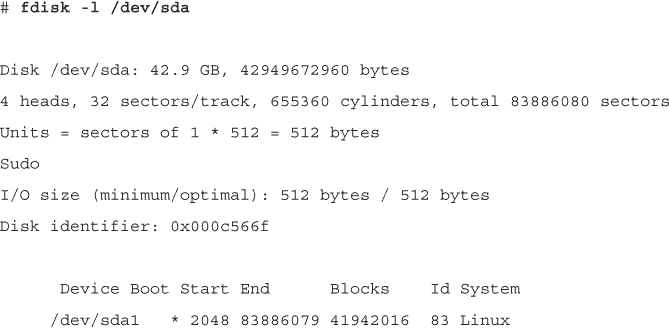 # fdisk -l /dev/sda
Disk /dev/sda: 42.9 GB, 42949672960 bytes
4 heads, 32 sectors/track, 655360 cylinders, total 83886080 sectors
Units = sectors of 1 * 512 = 512 bytes
Sudo
I/O size (minimum/optimal): 512 bytes / 512 bytes
Disk identifier: 0x000c566f
Device Boot Start End Blocks Id System
/dev/sda1 * 2048 83886079 41942016 83 Linux